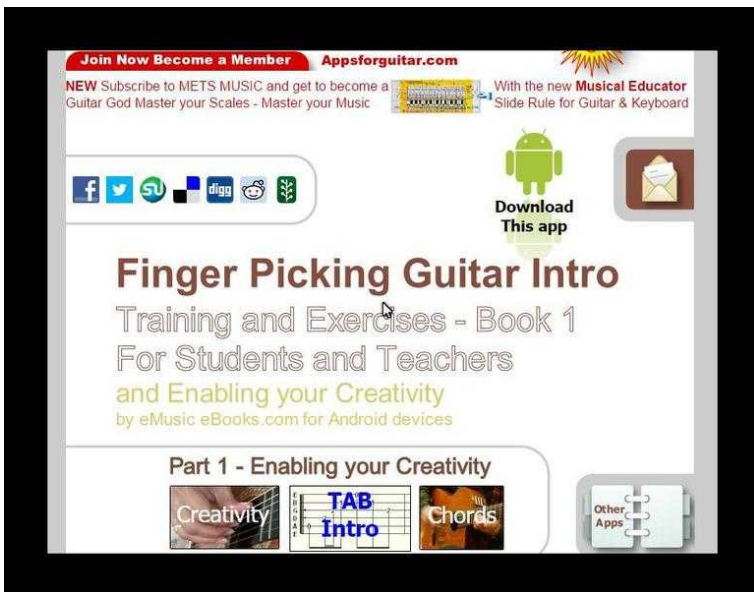 Join Now Become a Member Appsforguitar.com
NEW Subscribe to METS MUSIC and get to become a
Guitar God Master your Scales - Master your Music
With the new Musical Educator
Slide Rule for Guitar & Keyboard
digg
Download
This app
Finger Picking Guitar Intro
Training and Exercises - Book 1
For Students and Teachers
and Enabling your Creativity
by eMusic eBooks.com for Android devices
Part 1 - Enabling your Creativity
Creativity
TAB
Intro
Chords
Other
Apps